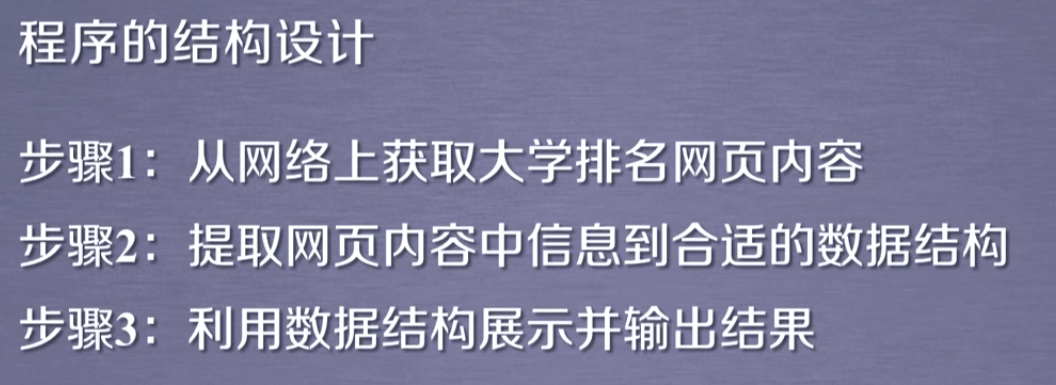 程序的结构设计
步骤1：从网络上获取大学排名网页内容
步骤2：提取网页内容中信息到合适的数据结构
步骤3：利用数据结构展示并输出结果